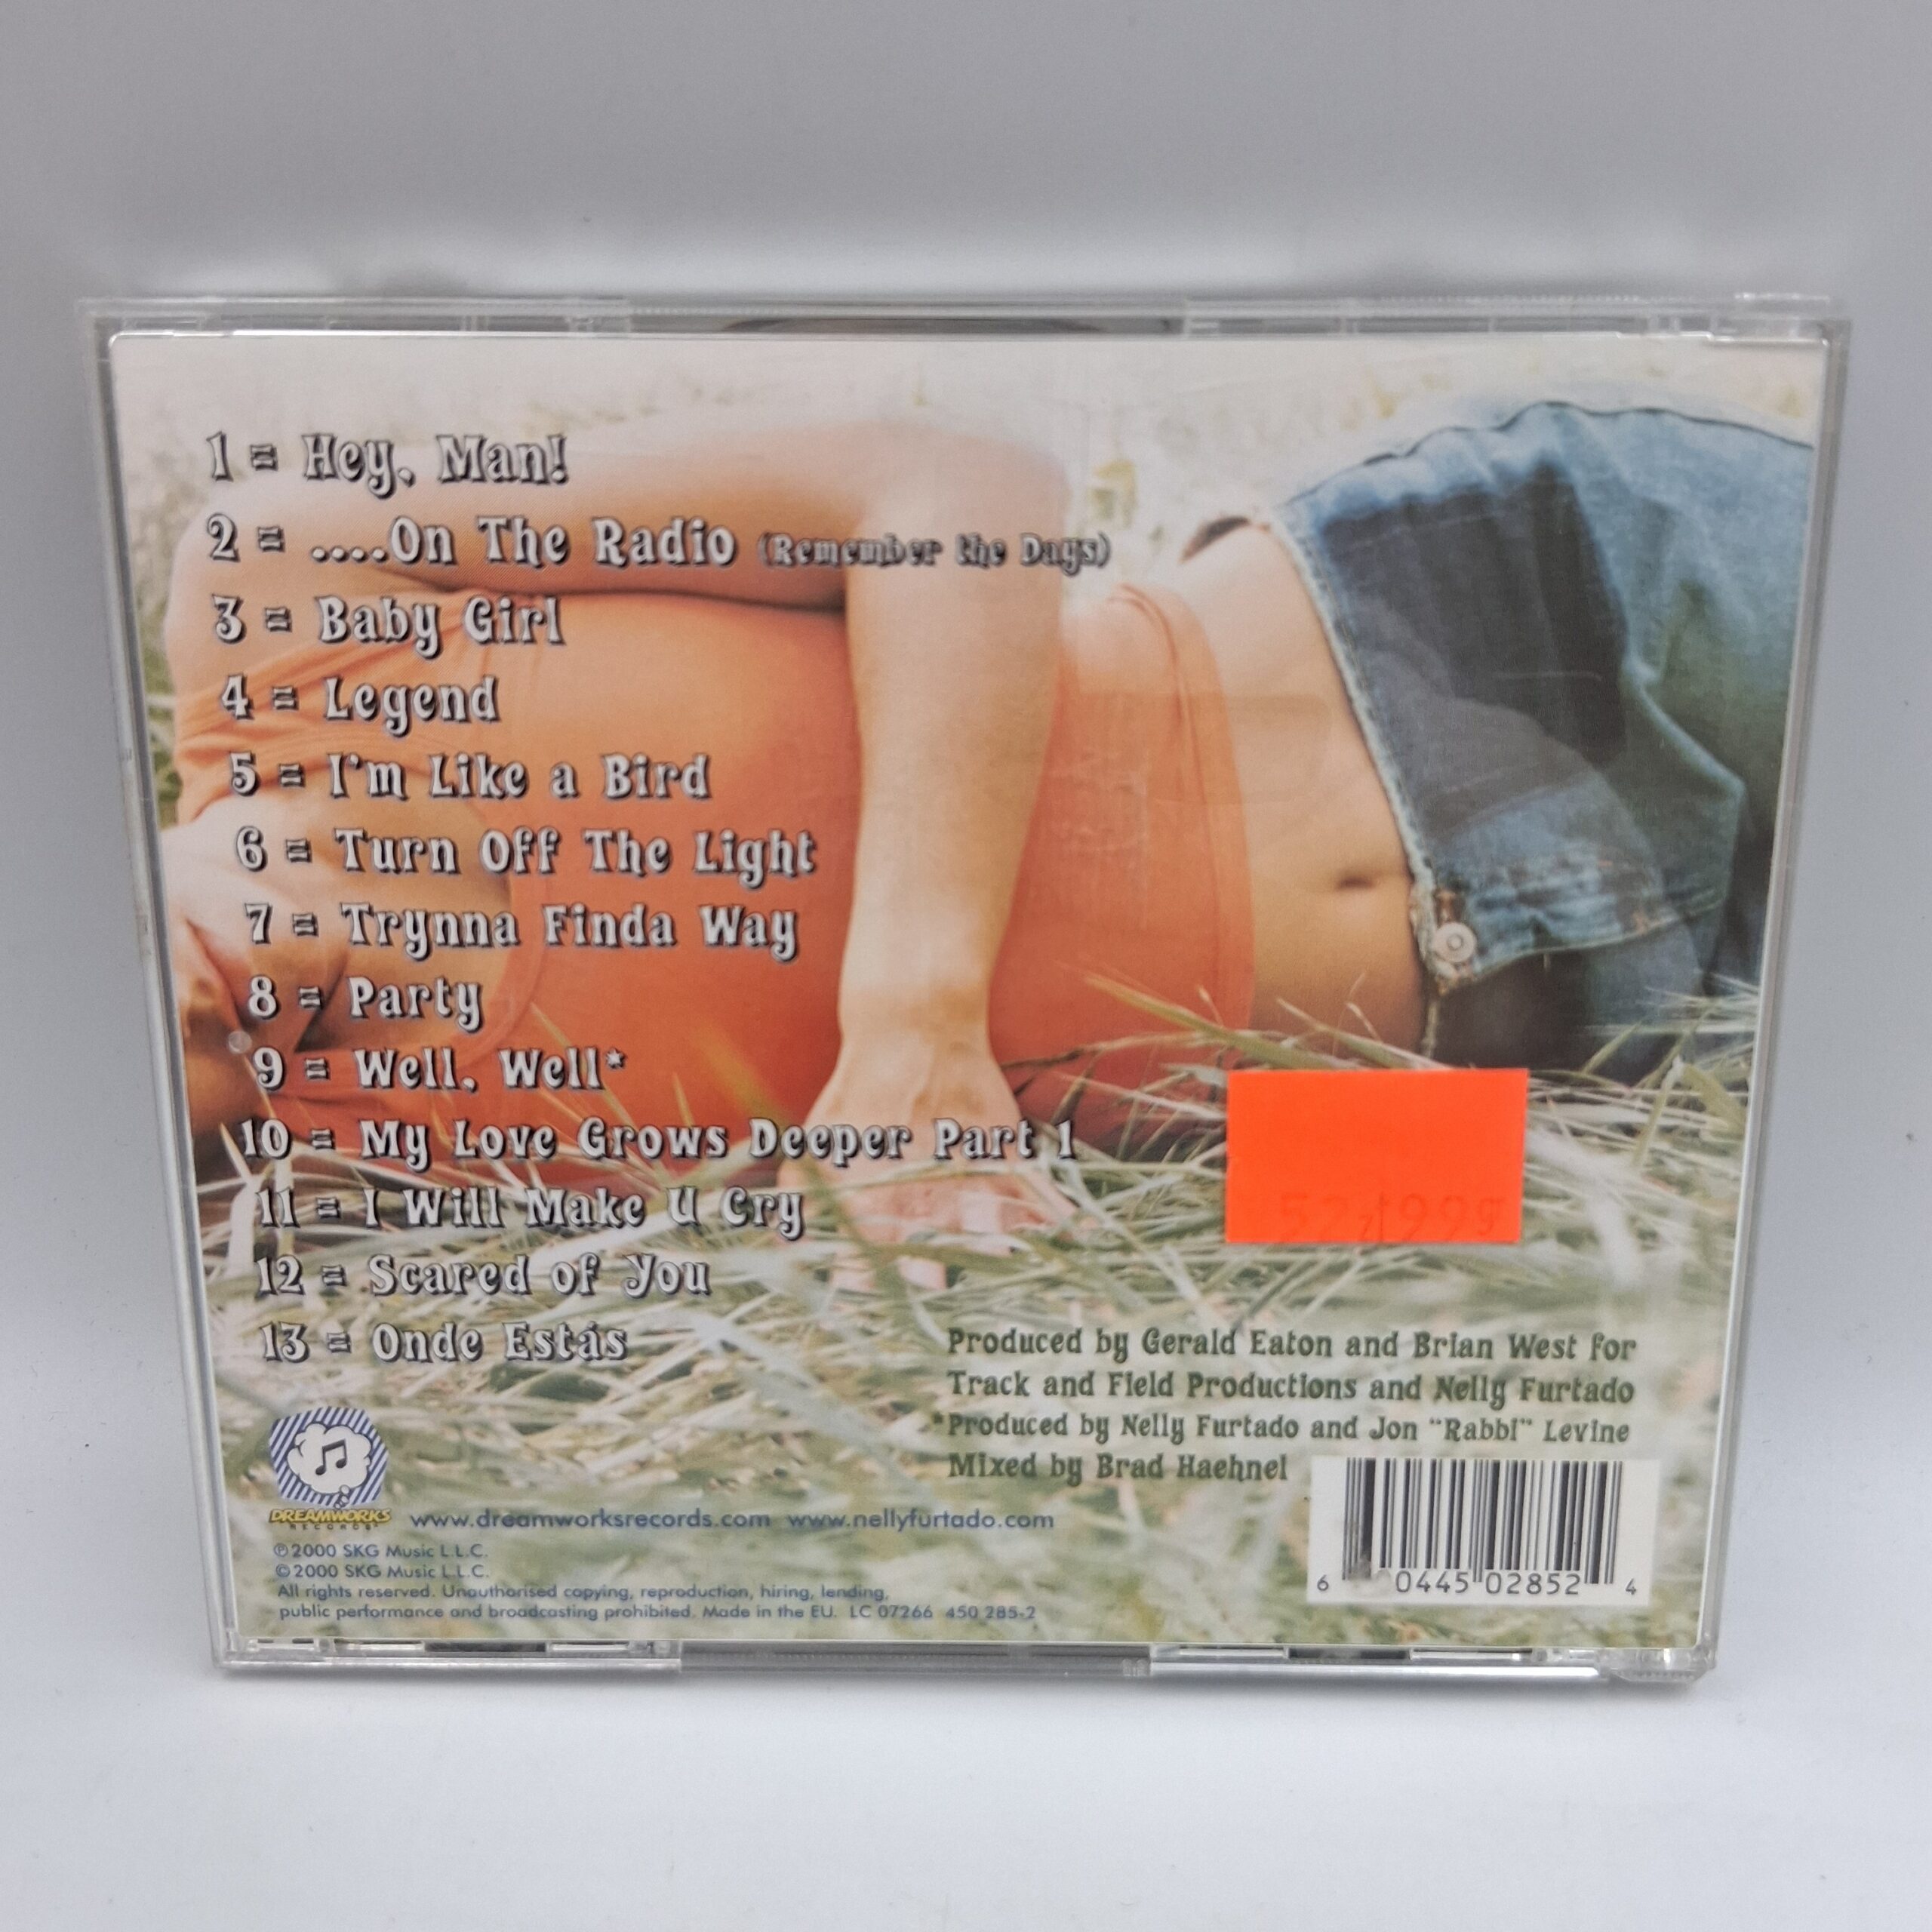 1 = Hey, Man!
2 = ....On The Radio (Remember the Days)
3 = Baby Girl
4 = Legend
5 = I'm Like a Bird
6 = Turn Off The Light
7 = Trynna Finda Way
8 = Party
9 = Well, Well*
10 = My Love Grows Deeper Part 1
11 = I Will Make U Cry
12 = Scared of You
13 = Onde Estás
Produced by Gerald Eaton and Brian West for
Track and Field Productions and Nelly Furtado
*Produced by Nelly Furtado and Jon "Rabbi" Levine
Mixed by Brad Haehnel
DREAMWORKS
RECORDS
www.dreamworksrecords.com www.nellyfurtado.com
℗ 2000 SKG Music L.L.C.
© 2000 SKG Music L.L.C.
All rights reserved. Unauthorised copying, reproduction, hiring, lending,
public performance and broadcasting prohibited. Made in the EU. LC 07266 450 285-2
6 0445 02852 4